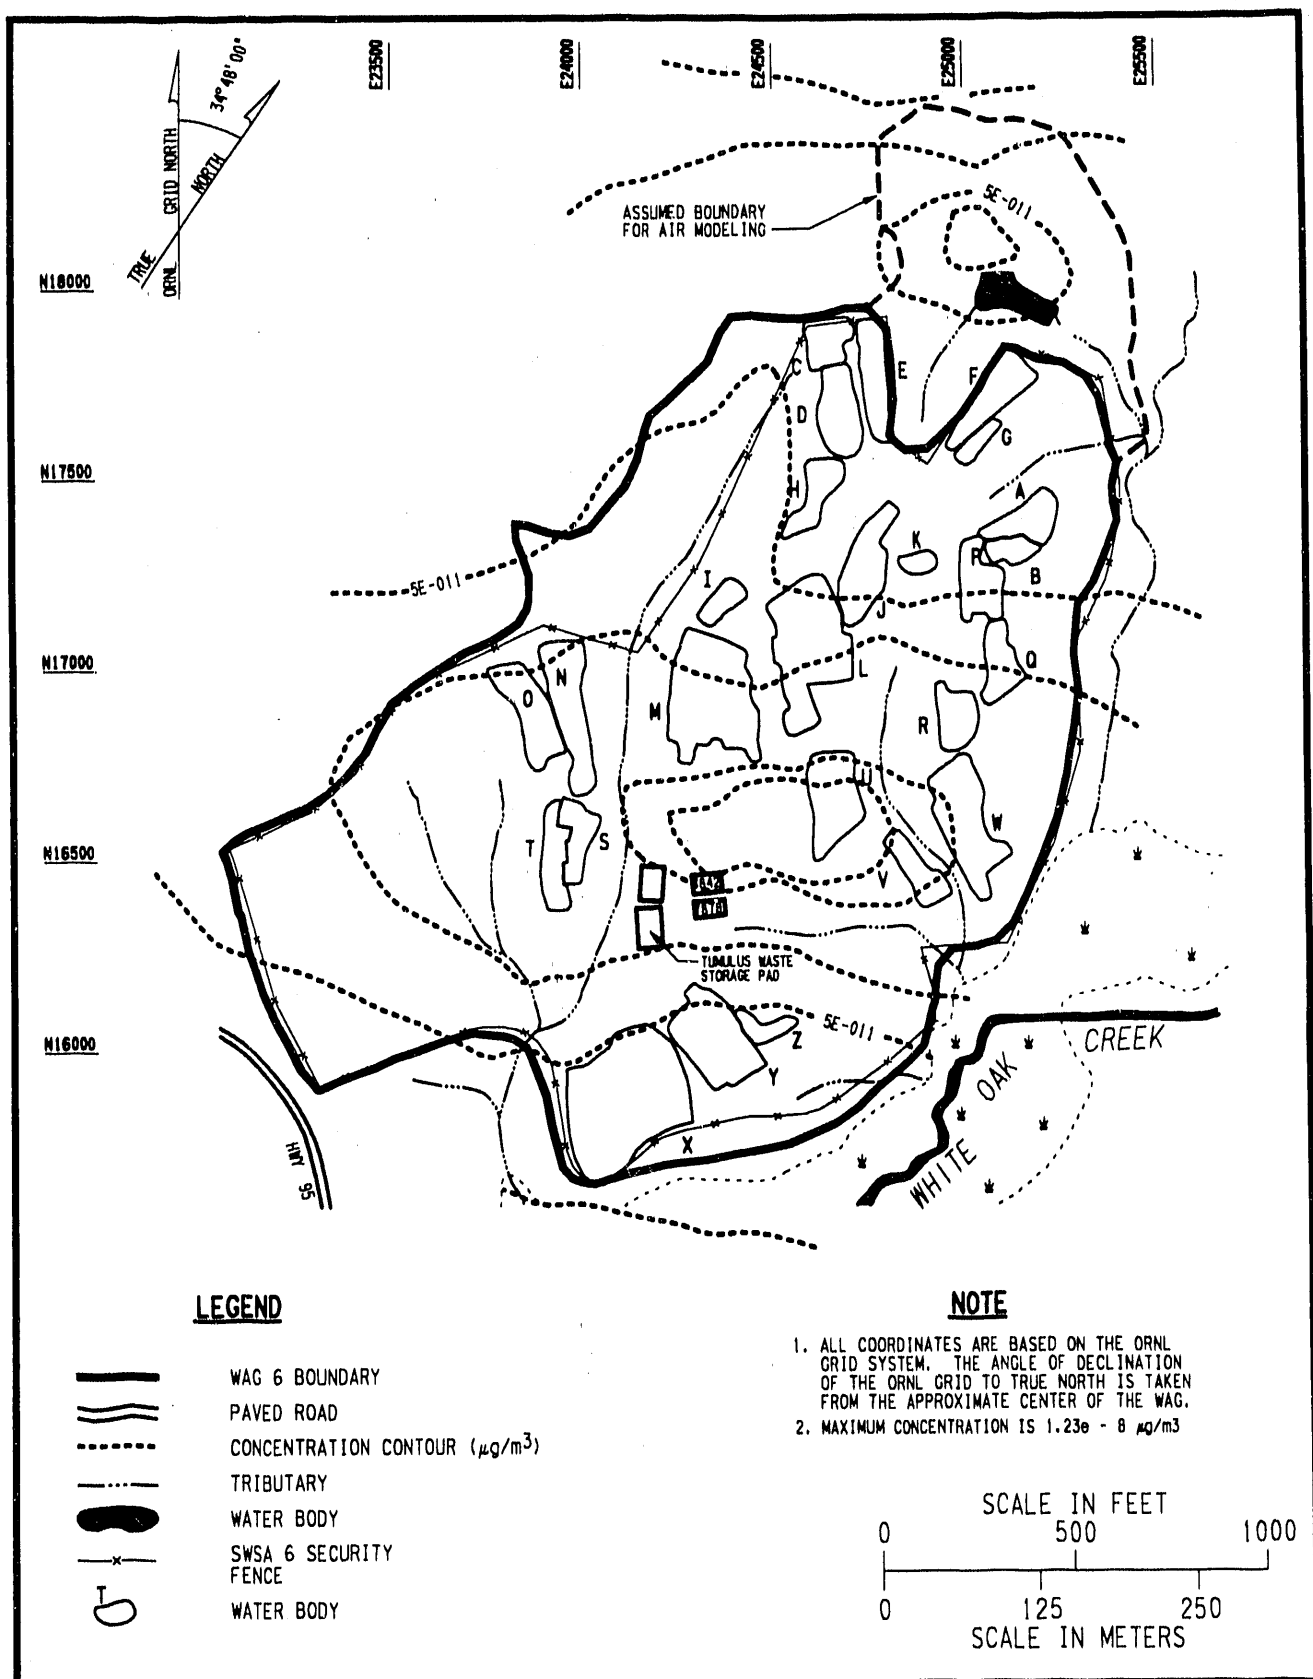 E23500
E24000
E24500
E25000
E25500
34°48'00"
ORNL GRID NORTH
TRUE NORTH
5E-011
ASSUMED BOUNDARY
FOR AIR MODELING
N18000
C
E
F
D
G
N17500
H
A
K
P
5E-011
I
B
J
N17000
N
Q
O
L
M
R
U
W
N16500
T
S
V
7842
7878
TUMULUS WASTE
STORAGE PAD
5E-011
N16000
Z
Y
X
WHITE OAK CREEK
HWY 95
LEGEND
WAG 6 BOUNDARY
PAVED ROAD
CONCENTRATION CONTOUR (µg/m³)
TRIBUTARY
WATER BODY
SWSA 6 SECURITY
FENCE
T
WATER BODY
NOTE
1. ALL COORDINATES ARE BASED ON THE ORNL
GRID SYSTEM. THE ANGLE OF DECLINATION
OF THE ORNL GRID TO TRUE NORTH IS TAKEN
FROM THE APPROXIMATE CENTER OF THE WAG.
2. MAXIMUM CONCENTRATION IS 1.23e - 8 µg/m3
SCALE IN FEET
0 500 1000
0 125 250
SCALE IN METERS